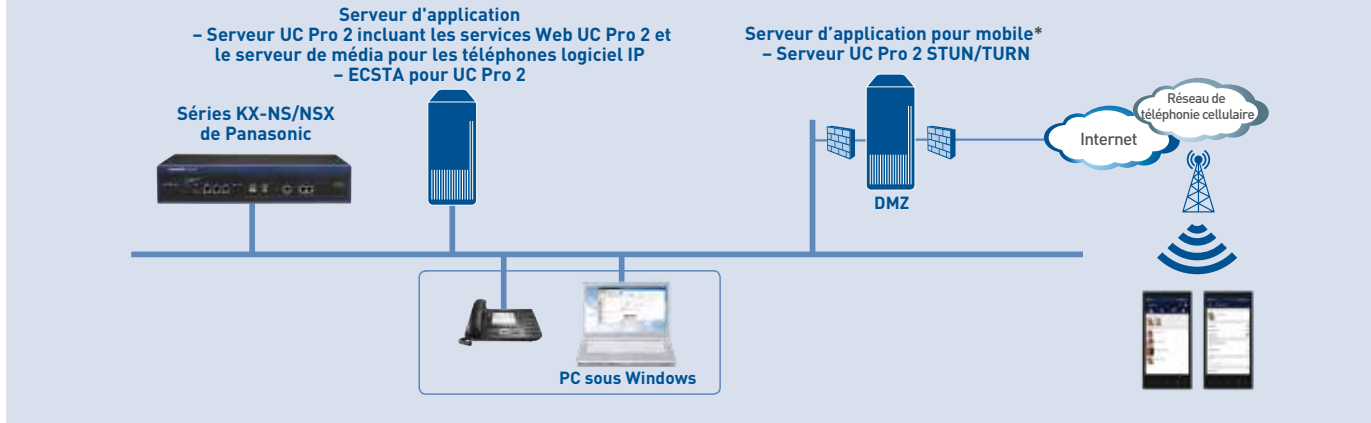 Serveur d'application
– Serveur UC Pro 2 incluant les services Web UC Pro 2 et
le serveur de média pour les téléphones logiciel IP
– ECSTA pour UC Pro 2
Serveur d’application pour mobile*
– Serveur UC Pro 2 STUN/TURN
Séries KX-NS/NSX
de Panasonic
Réseau de
téléphonie cellulaire
Internet
DMZ
PC sous Windows